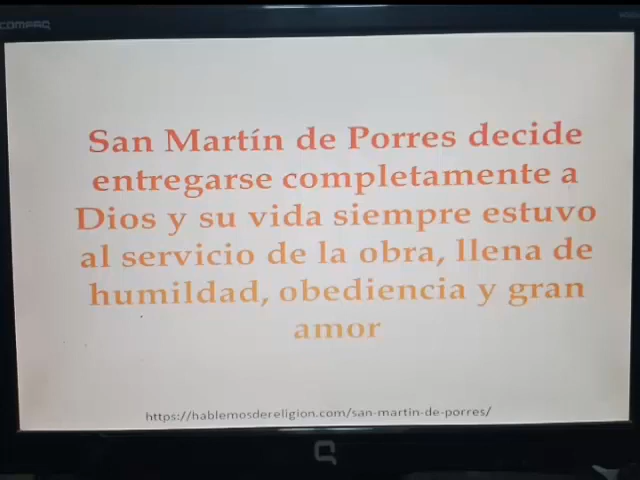 COMPAQ
San Martín de Porres decide
entregarse completamente a
Dios y su vida siempre estuvo
al servicio de la obra, llena de
humildad, obediencia y gran
amor
https://hablemosdereligion.com/san-martin-de-porres/